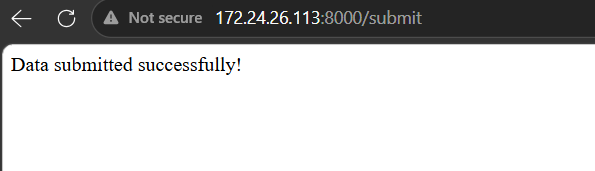 Not secure 172.24.26.113:8000/submit
Data submitted successfully!